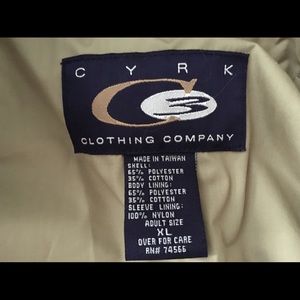 CYRK
CLOTHING COMPANY
MADE IN TAIWAN
SHELL:
65% POLYESTER
35% COTTON
BODY LINING:
65% POLYESTER
35% COTTON
SLEEVE LINING:
100% NYLON
ADULT SIZE
XL
OVER FOR CARE
RN# 74566